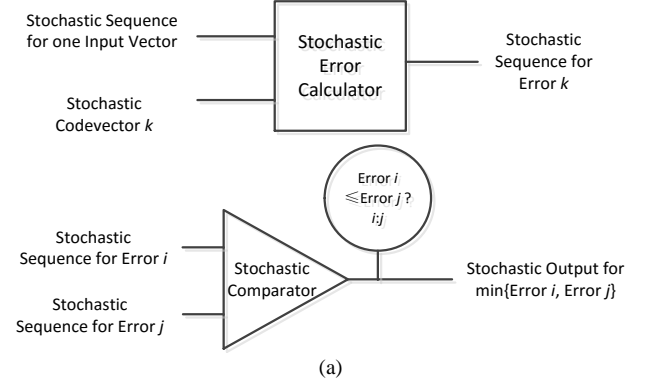 Stochastic Sequence
for one Input Vector
Stochastic
Codevector k
Stochastic
Error
Calculator
Stochastic
Sequence for
Error k
Error i
≤Error j ?
i:j
Stochastic
Sequence for Error i
Stochastic
Sequence for Error j
Stochastic
Comparator
Stochastic Output for
min{Error i, Error j}
(a)